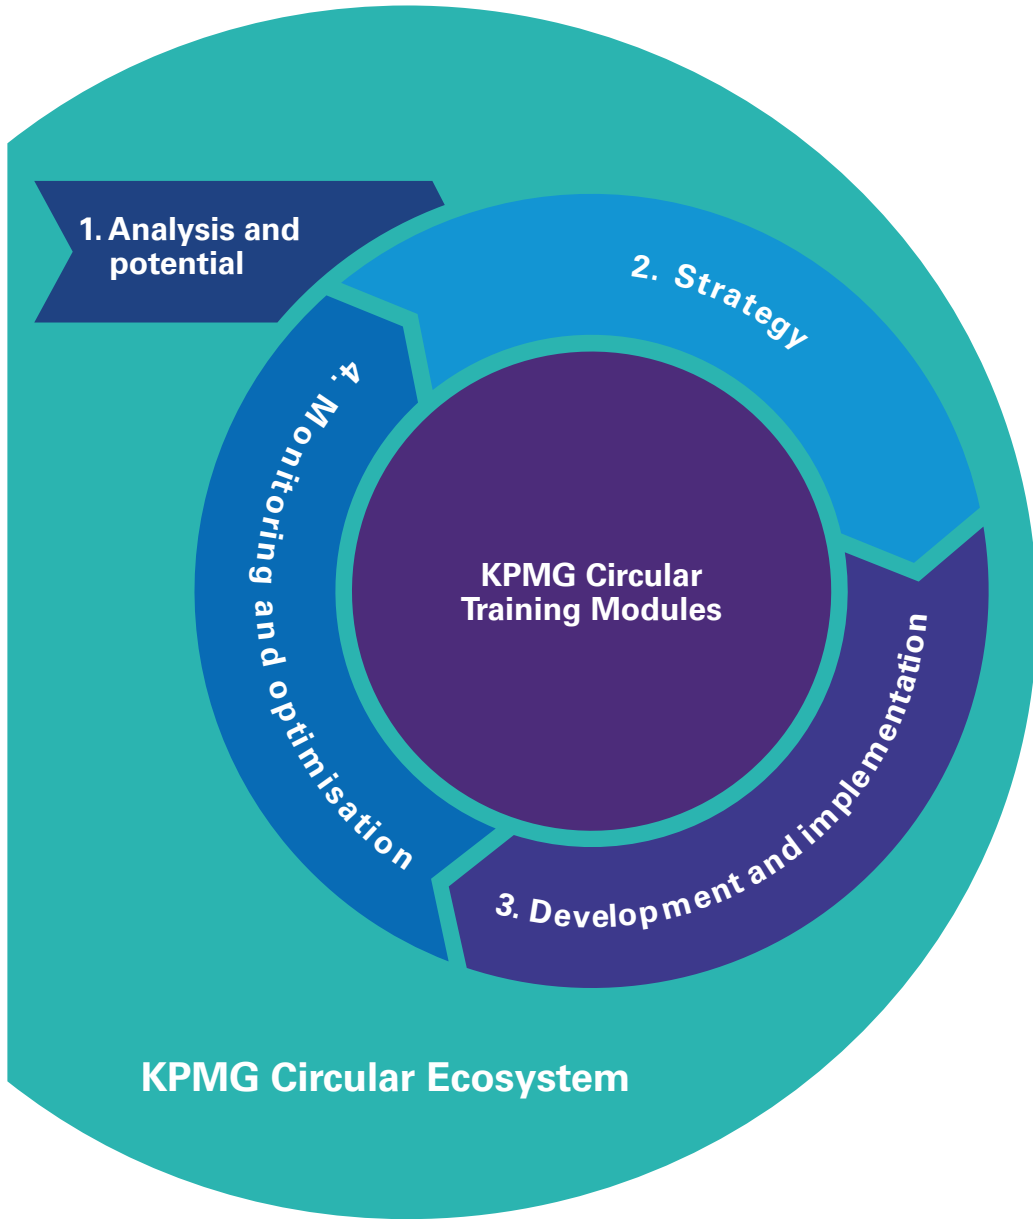 1. Analysis and
potential
2. Strategy
3. Development and implementation
4. Monitoring and optimisation
KPMG Circular
Training Modules
KPMG Circular Ecosystem